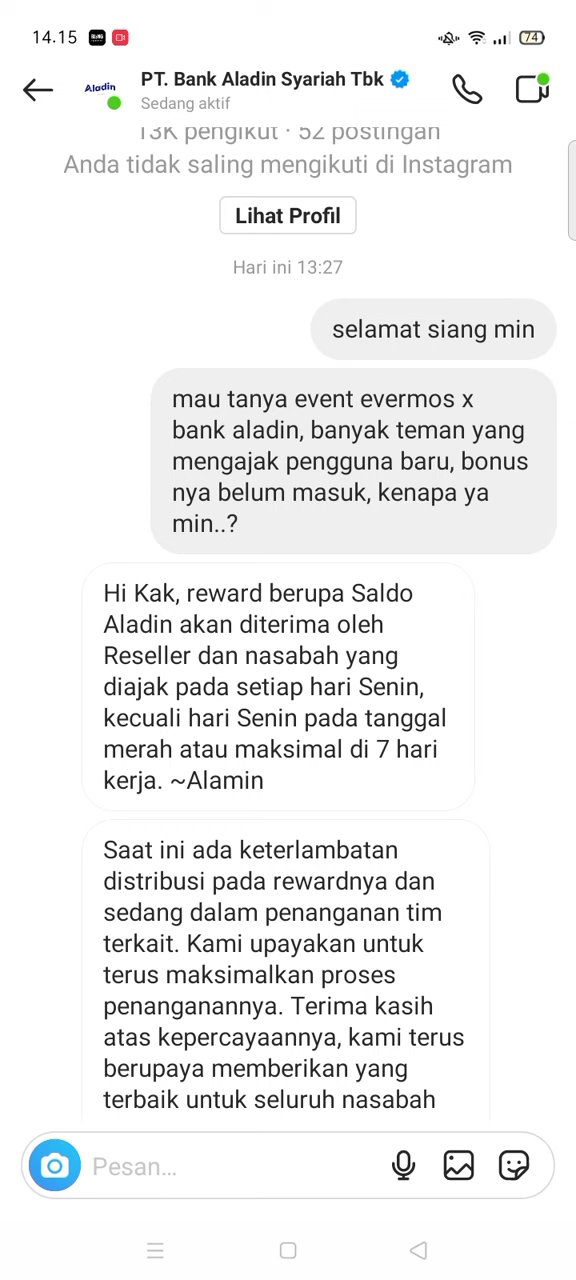 14.15
74
Aladin
PT. Bank Aladin Syariah Tbk
Sedang aktif
13K pengikut · 52 postingan
Anda tidak saling mengikuti di Instagram
Lihat Profil
Hari ini 13:27
selamat siang min
mau tanya event evermos x
bank aladin, banyak teman yang
mengajak pengguna baru, bonus
nya belum masuk, kenapa ya
min..?
Hi Kak, reward berupa Saldo
Aladin akan diterima oleh
Reseller dan nasabah yang
diajak pada setiap hari Senin,
kecuali hari Senin pada tanggal
merah atau maksimal di 7 hari
kerja. ~Alamin
Saat ini ada keterlambatan
distribusi pada rewardnya dan
sedang dalam penanganan tim
terkait. Kami upayakan untuk
terus maksimalkan proses
penanganannya. Terima kasih
atas kepercayaannya, kami terus
berupaya memberikan yang
terbaik untuk seluruh nasabah
Pesan...